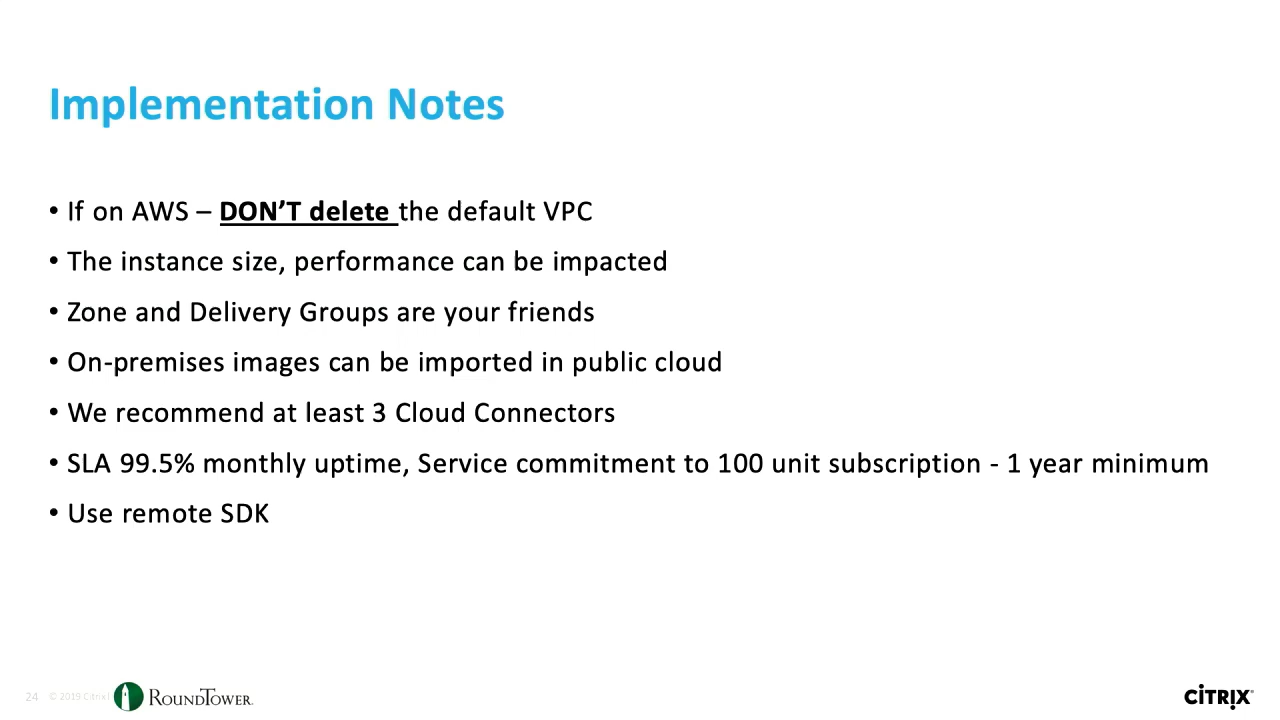 Implementation Notes
• If on AWS – DON’T delete the default VPC
• The instance size, performance can be impacted
• Zone and Delivery Groups are your friends
• On-premises images can be imported in public cloud
• We recommend at least 3 Cloud Connectors
• SLA 99.5% monthly uptime, Service commitment to 100 unit subscription - 1 year minimum
• Use remote SDK
24 © 2019 Citrix | ROUNDTOWER
CITRIX